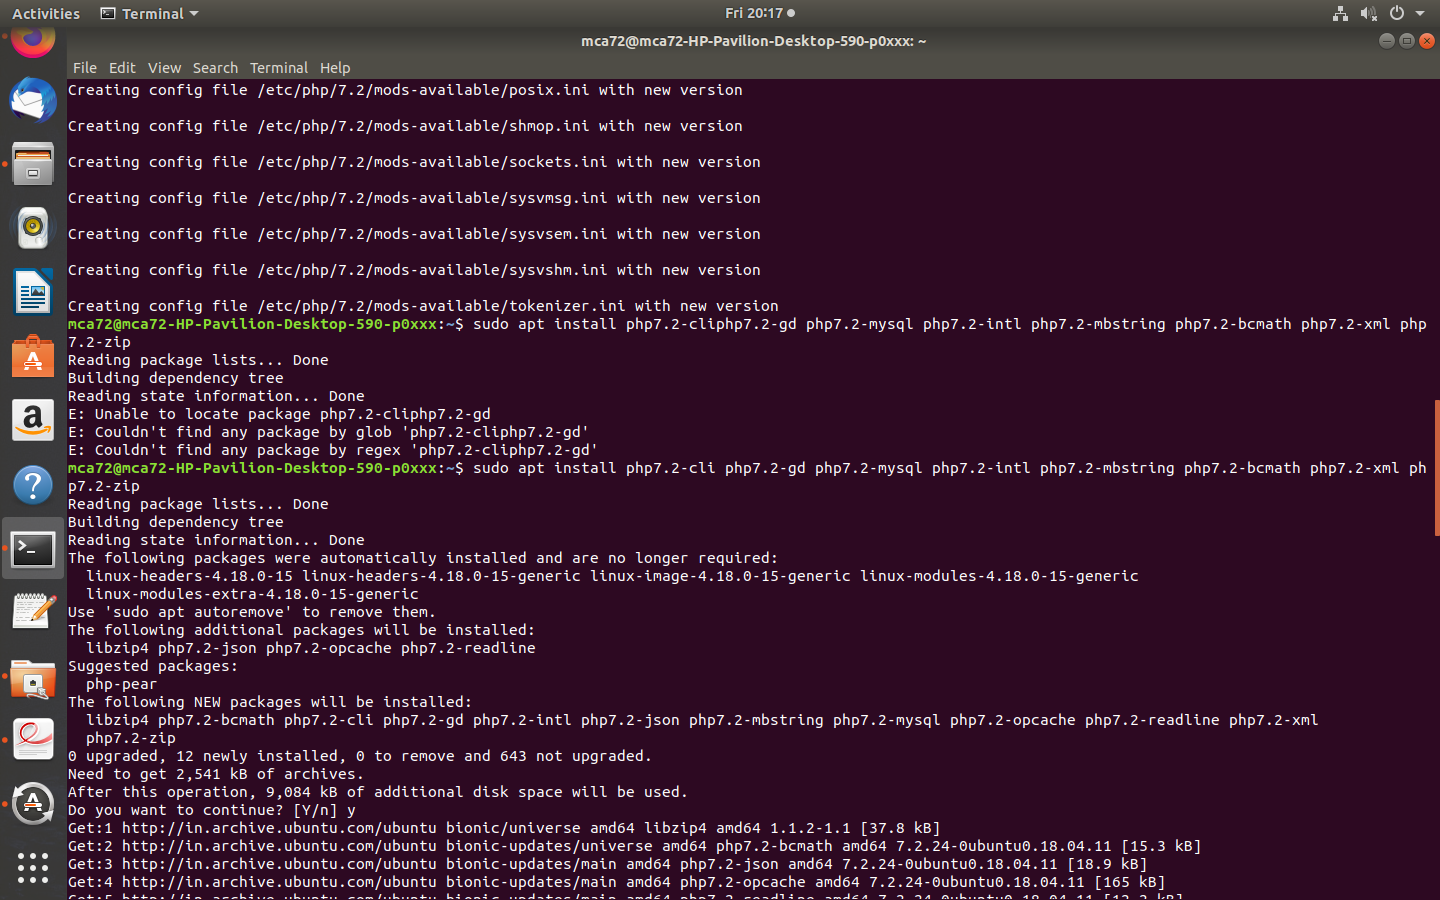 Activities
Terminal
Fri 20:17
mca72@mca72-HP-Pavilion-Desktop-590-p0xxx: ~
File Edit View Search Terminal Help
Creating config file /etc/php/7.2/mods-available/posix.ini with new version
Creating config file /etc/php/7.2/mods-available/shmop.ini with new version
Creating config file /etc/php/7.2/mods-available/sockets.ini with new version
Creating config file /etc/php/7.2/mods-available/sysvmsg.ini with new version
Creating config file /etc/php/7.2/mods-available/sysvsem.ini with new version
Creating config file /etc/php/7.2/mods-available/sysvshm.ini with new version
Creating config file /etc/php/7.2/mods-available/tokenizer.ini with new version
mca72@mca72-HP-Pavilion-Desktop-590-p0xxx:~$ sudo apt install php7.2-cliphp7.2-gd php7.2-mysql php7.2-intl php7.2-mbstring php7.2-bcmath php7.2-xml php
7.2-zip
Reading package lists... Done
Building dependency tree
Reading state information... Done
E: Unable to locate package php7.2-cliphp7.2-gd
E: Couldn't find any package by glob 'php7.2-cliphp7.2-gd'
E: Couldn't find any package by regex 'php7.2-cliphp7.2-gd'
mca72@mca72-HP-Pavilion-Desktop-590-p0xxx:~$ sudo apt install php7.2-cli php7.2-gd php7.2-mysql php7.2-intl php7.2-mbstring php7.2-bcmath php7.2-xml ph
p7.2-zip
Reading package lists... Done
Building dependency tree
Reading state information... Done
The following packages were automatically installed and are no longer required:
linux-headers-4.18.0-15 linux-headers-4.18.0-15-generic linux-image-4.18.0-15-generic linux-modules-4.18.0-15-generic
linux-modules-extra-4.18.0-15-generic
Use 'sudo apt autoremove' to remove them.
The following additional packages will be installed:
libzip4 php7.2-json php7.2-opcache php7.2-readline
Suggested packages:
php-pear
The following NEW packages will be installed:
libzip4 php7.2-bcmath php7.2-cli php7.2-gd php7.2-intl php7.2-json php7.2-mbstring php7.2-mysql php7.2-opcache php7.2-readline php7.2-xml
php7.2-zip
0 upgraded, 12 newly installed, 0 to remove and 643 not upgraded.
Need to get 2,541 kB of archives.
After this operation, 9,084 kB of additional disk space will be used.
Do you want to continue? [Y/n] y
Get:1 http://in.archive.ubuntu.com/ubuntu bionic/universe amd64 libzip4 amd64 1.1.2-1.1 [37.8 kB]
Get:2 http://in.archive.ubuntu.com/ubuntu bionic-updates/universe amd64 php7.2-bcmath amd64 7.2.24-0ubuntu0.18.04.11 [15.3 kB]
Get:3 http://in.archive.ubuntu.com/ubuntu bionic-updates/main amd64 php7.2-json amd64 7.2.24-0ubuntu0.18.04.11 [18.9 kB]
Get:4 http://in.archive.ubuntu.com/ubuntu bionic-updates/main amd64 php7.2-opcache amd64 7.2.24-0ubuntu0.18.04.11 [165 kB]